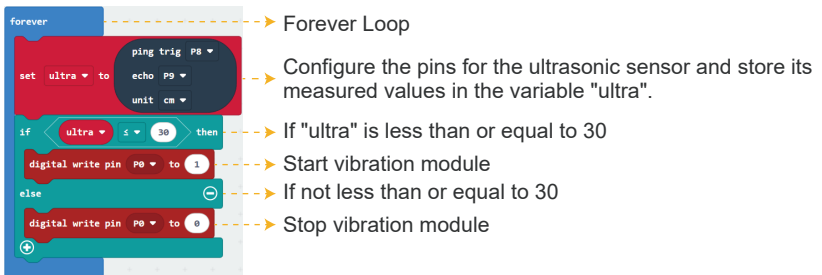 forever
Forever Loop
ping trig P8
set ultra to echo P9
unit cm
Configure the pins for the ultrasonic sensor and store its
measured values in the variable "ultra".
if ultra ≤ 30 then
If "ultra" is less than or equal to 30
digital write pin P0 to 1
Start vibration module
else
If not less than or equal to 30
digital write pin P0 to 0
Stop vibration module